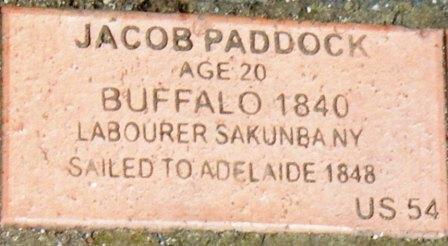 JACOB PADDOCK
AGE 20
BUFFALO 1840
LABOURER SAKUNBA NY
SAILED TO ADELAIDE 1848
US 54